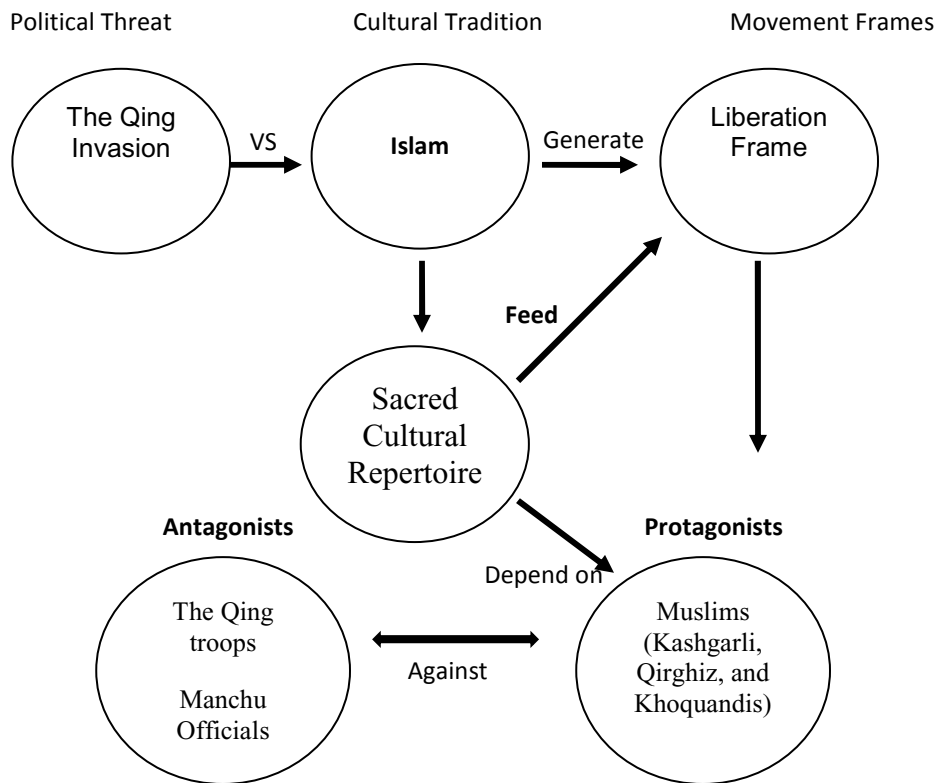 Political Threat
Cultural Tradition
Movement Frames
The Qing
Invasion
VS
Islam
Generate
Liberation
Frame
Feed
Sacred
Cultural
Repertoire
Antagonists
Protagonists
Depend on
The Qing
troops
Manchu
Officials
Against
Muslims
(Kashgarli,
Qirghiz, and
Khoquandis)